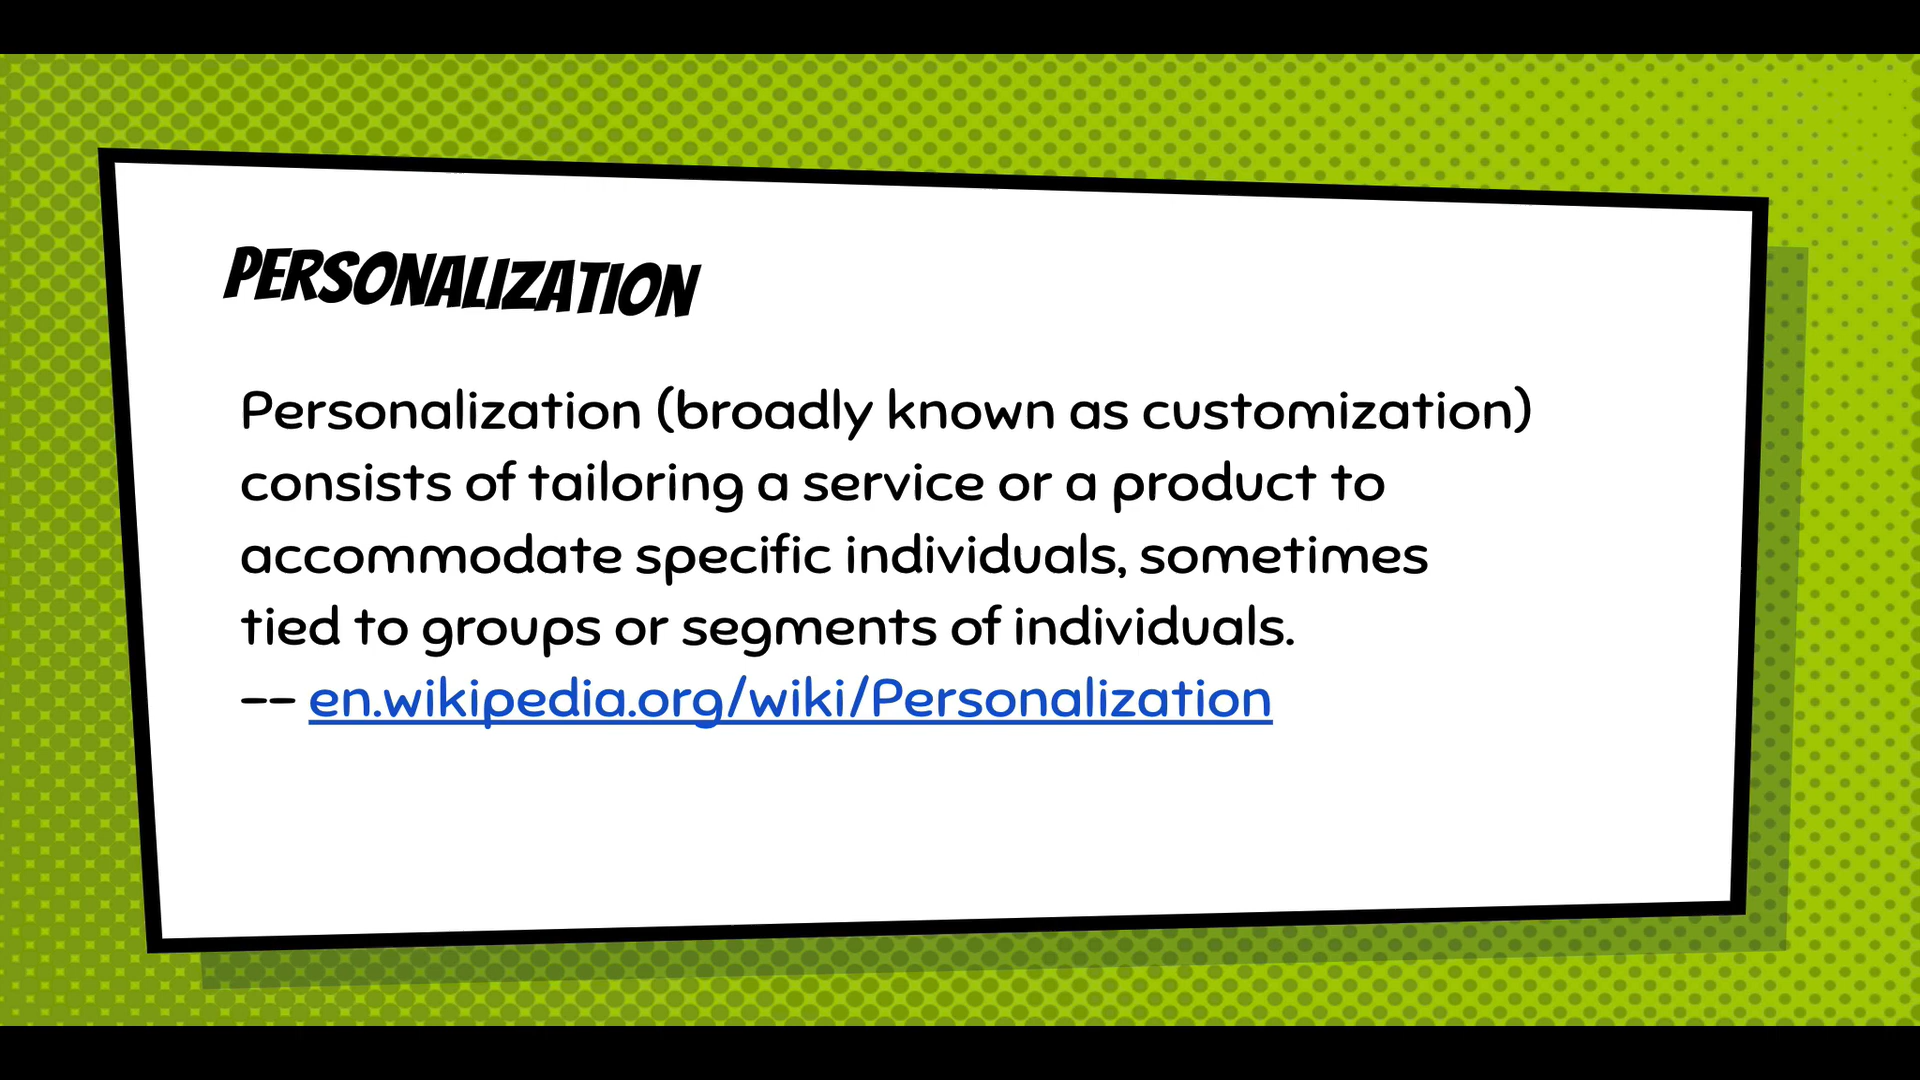 PERSONALIZATION
Personalization (broadly known as customization)
consists of tailoring a service or a product to
accommodate specific individuals, sometimes
tied to groups or segments of individuals.
-- en.wikipedia.org/wiki/Personalization